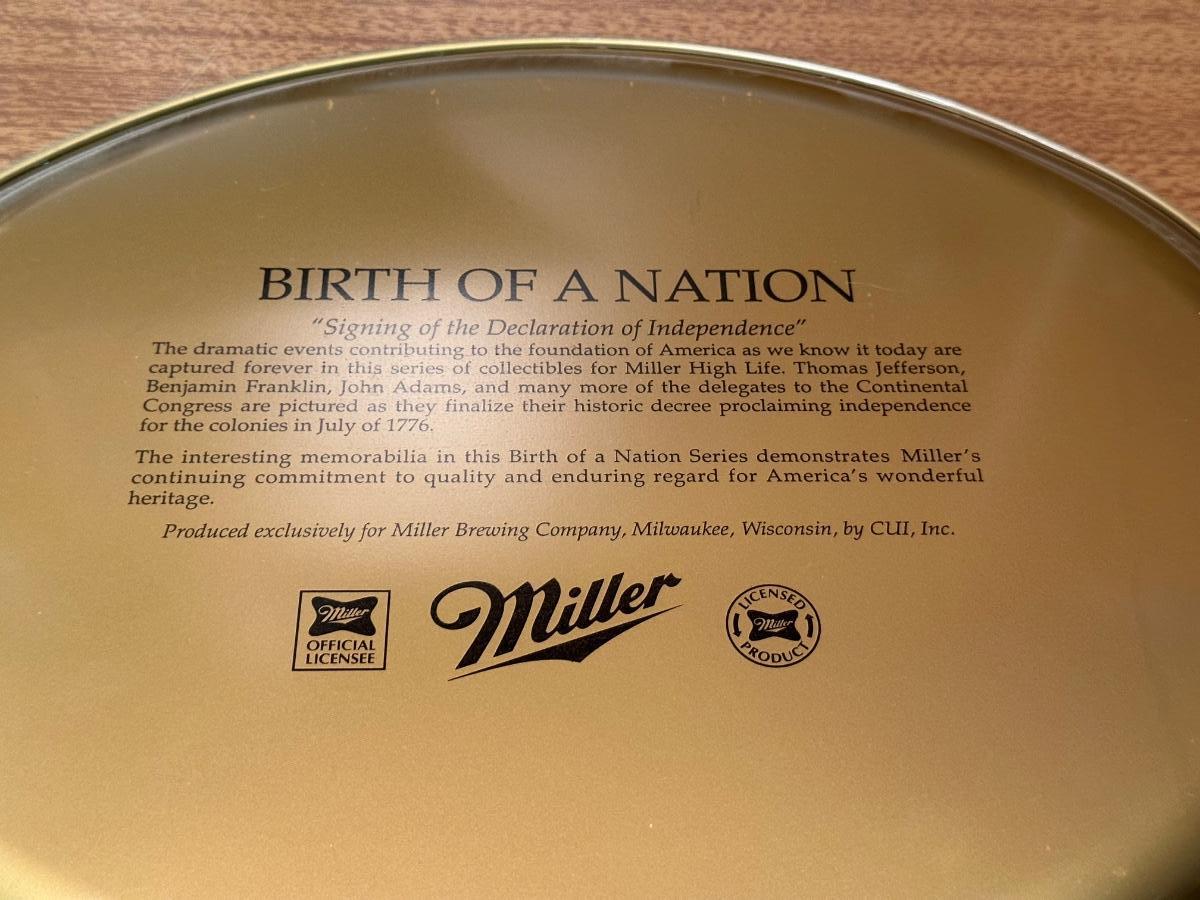 BIRTH OF A NATION
"Signing of the Declaration of Independence"
The dramatic events contributing to the foundation of America as we know it today are
captured forever in this series of collectibles for Miller High Life. Thomas Jefferson,
Benjamin Franklin, John Adams, and many more of the delegates to the Continental
Congress are pictured as they finalize their historic decree proclaiming independence
for the colonies in July of 1776.
The interesting memorabilia in this Birth of a Nation Series demonstrates Miller's
continuing commitment to quality and enduring regard for America's wonderful
heritage.
Produced exclusively for Miller Brewing Company, Milwaukee, Wisconsin, by CUI, Inc.
Miller
OFFICIAL
LICENSEE
Miller
LICENSED
Miller
PRODUCT